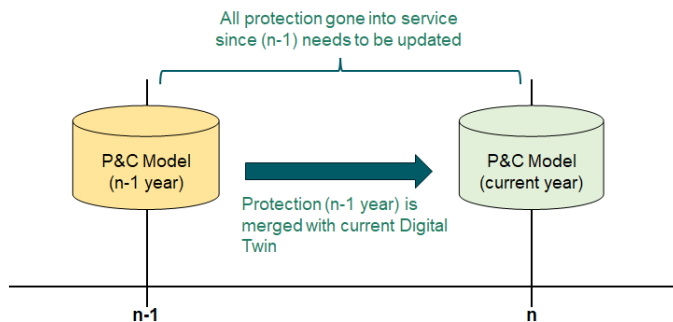 All protection gone into service
since (n-1) needs to be updated
P&C Model
(n-1 year)
P&C Model
(current year)
Protection (n-1 year) is
merged with current Digital
Twin
n-1
n